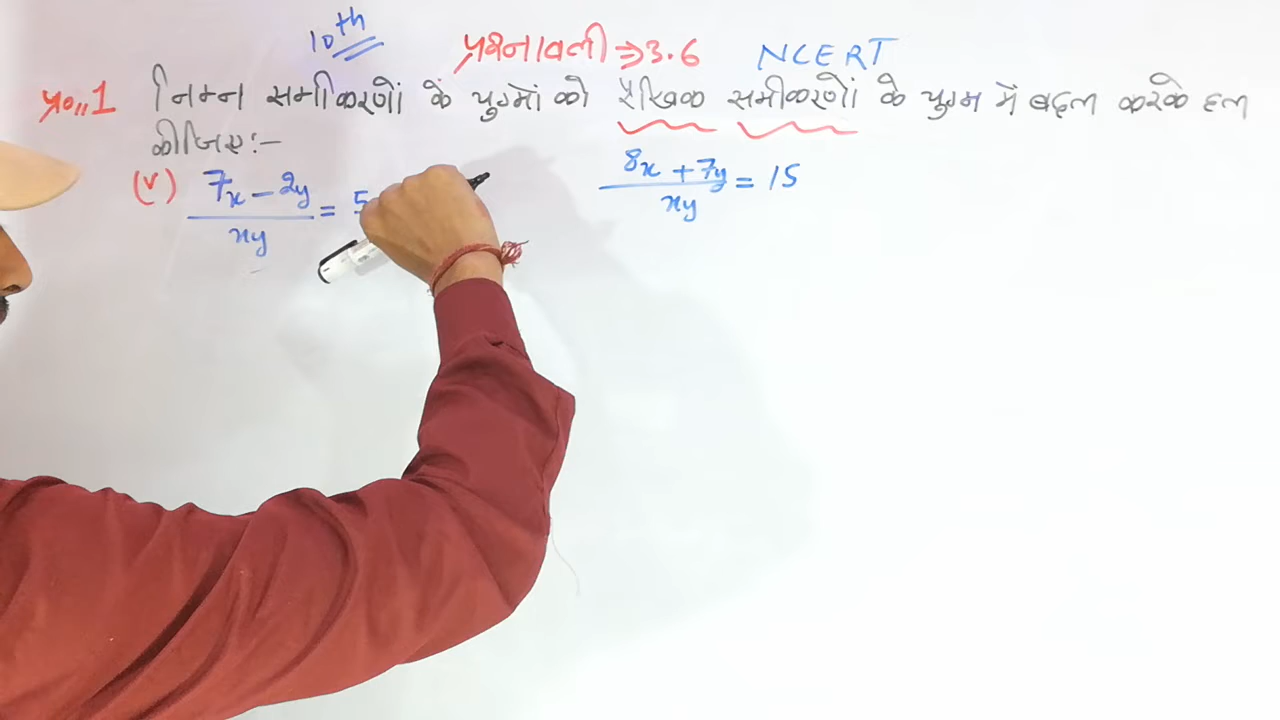 10th
प्रश्नावली ⇒ 3.6 NCERT
प्र०,,1 निम्न समीकरणों के युग्मों को रैखिक समीकरणों के युग्म में बदल करके हल
कीजिए:-
(v) 7x - 2y / xy = 5 8x + 7y / xy = 15